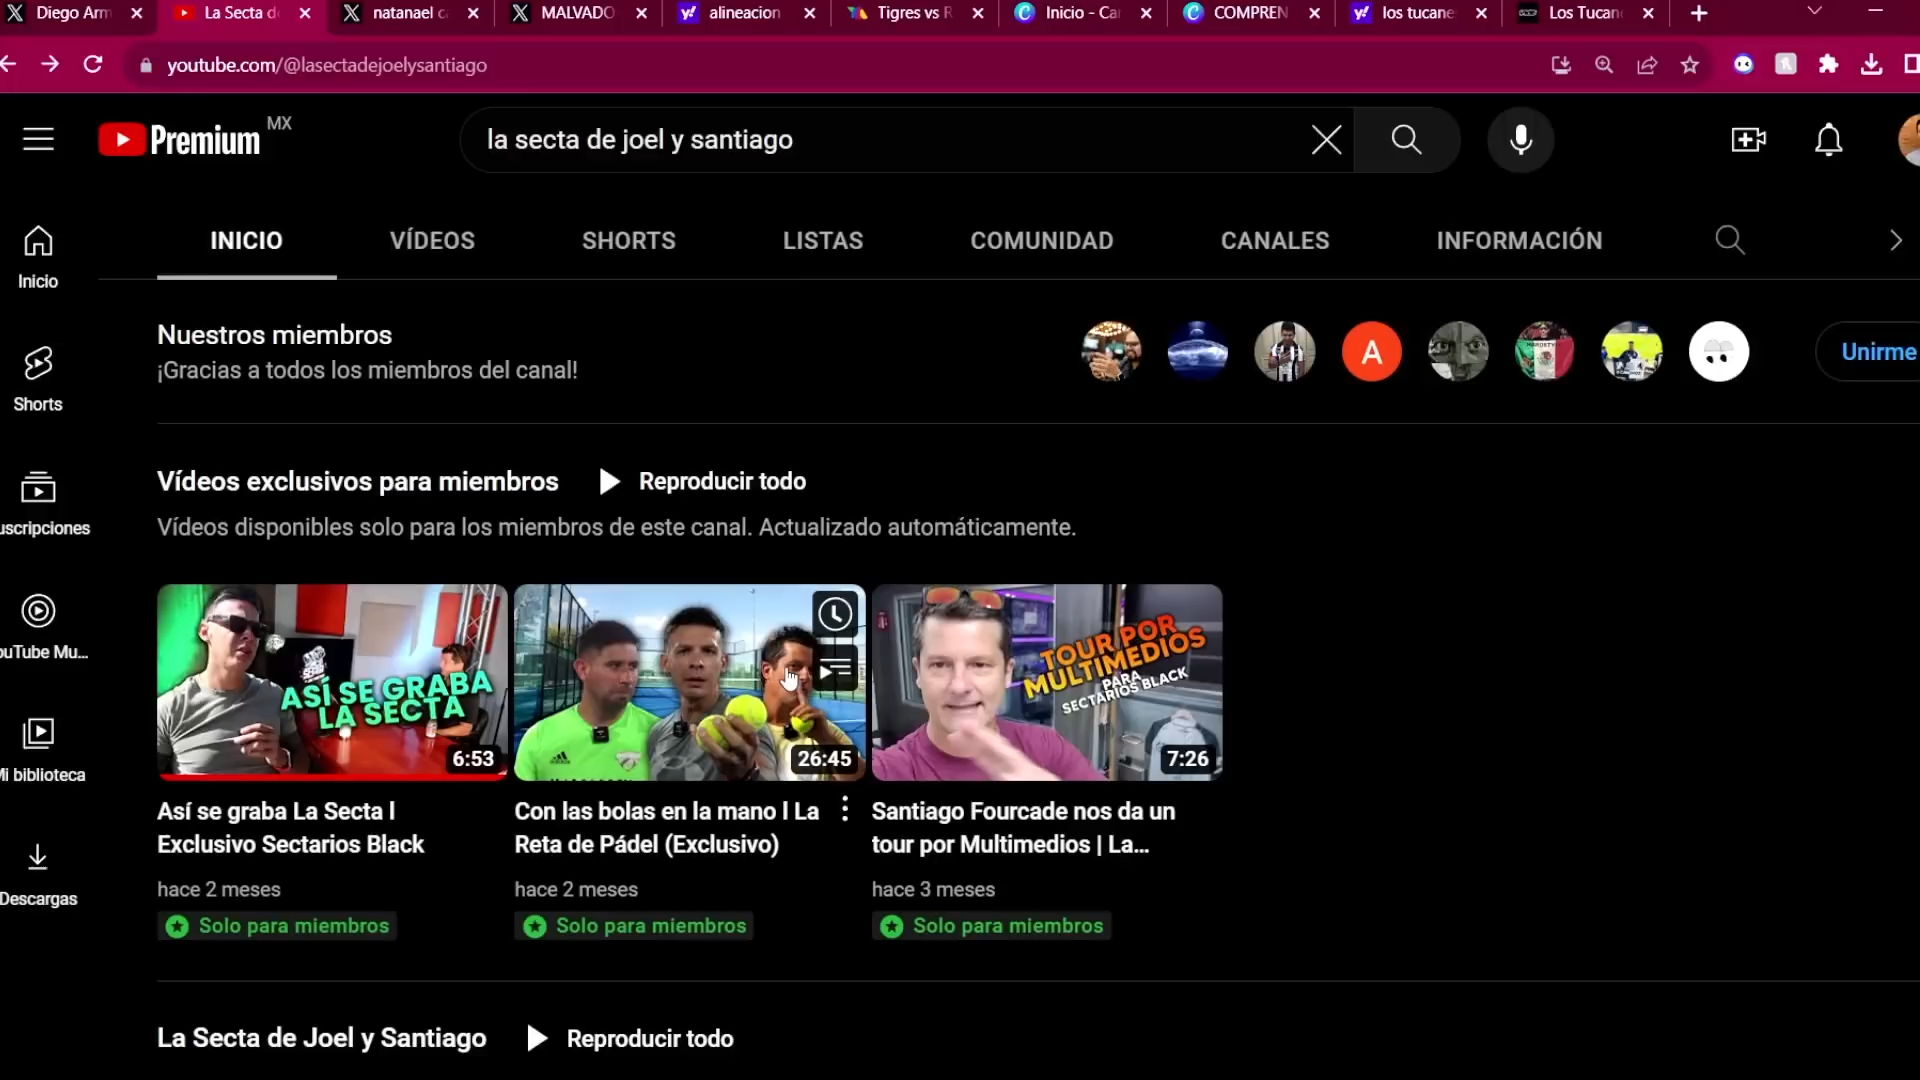 Diego Arm
La Secta d
natanael c
MALVADO
alineacion
Tigres vs R
Inicio - Ca
COMPREN
los tucane
Los Tucan
youtube.com/@lasectadejoelysantiago
Premium MX
la secta de joel y santiago
INICIO
VÍDEOS
SHORTS
LISTAS
COMUNIDAD
CANALES
INFORMACIÓN
Inicio
Shorts
uscripciones
ouTube Mu...
Mi biblioteca
Descargas
Nuestros miembros
¡Gracias a todos los miembros del canal!
A
Unirme
Vídeos exclusivos para miembros
Reproducir todo
Vídeos disponibles solo para los miembros de este canal. Actualizado automáticamente.
ASÍ SE GRABA
LA SECTA
6:53
26:45
TOUR POR
MULTIMEDIOS
PARA
SECTARIOS BLACK
7:26
Así se graba La Secta l
Exclusivo Sectarios Black
hace 2 meses
Solo para miembros
Con las bolas en la mano l La
Reta de Pádel (Exclusivo)
hace 2 meses
Solo para miembros
Santiago Fourcade nos da un
tour por Multimedios | La...
hace 3 meses
Solo para miembros
La Secta de Joel y Santiago
Reproducir todo